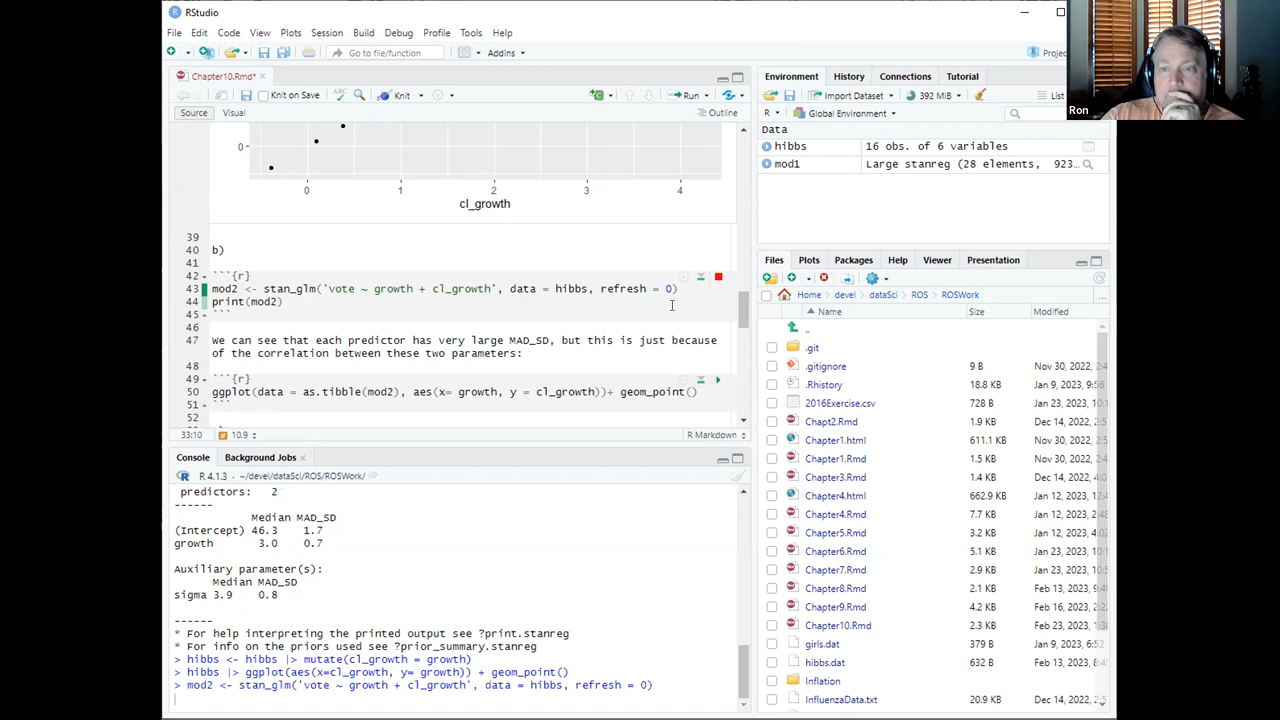 RStudio
File Edit Code View Plots Session Build Debug Profile Tools Help
Go to file/function
Addins
Ron
Chapter10.Rmd*
Knit on Save
Knit
Run
Source Visual
Outline
0
0 1 2 3 4
cl_growth
39
40 b)
41
42 ```{r}
43 mod2 <- stan_glm('vote ~ growth + cl_growth', data = hibbs, refresh = 0)
44 print(mod2)
45 ```
46
47 We can see that each predictor has very large MAD_SD, but this is just because
of the correlation between these two parameters:
48
49 ```{r}
50 ggplot(data = as.tibble(mod2), aes(x= growth, y = cl_growth))+ geom_point()
51 ```
52
33:10 10.9 R Markdown
Console Background Jobs
R 4.1.3 · ~/devel/dataSci/ROS/ROSWork/
predictors: 2
------
Median MAD_SD
(Intercept) 46.3 1.7
growth 3.0 0.7
Auxiliary parameter(s):
Median MAD_SD
sigma 3.9 0.8
------
* For help interpreting the printed output see ?print.stanreg
* For info on the priors used see ?prior_summary.stanreg
> hibbs <- hibbs |> mutate(cl_growth = growth)
> hibbs |> ggplot(aes(x=cl_growth, y= growth)) + geom_point()
> mod2 <- stan_glm('vote ~ growth + cl_growth', data = hibbs, refresh = 0)
Environment History Connections Tutorial
Import Dataset 392 MiB List
R Global Environment
Data
hibbs 16 obs. of 6 variables
mod1 Large stanreg (28 elements, 923…
Files Plots Packages Help Viewer Presentation
Home devel dataSci ROS ROSWork ...
Name Size Modified
..
.git
.gitignore 9 B Nov 30, 2022, 2:
.Rhistory 18.8 KB Jan 9, 2023, 9:56
2016Exercise.csv 728 B Jan 23, 2023, 10:
Chapt2.Rmd 1.9 KB Dec 14, 2022,
Chapter1.html 611.1 KB Nov 30, 2022,
Chapter1.Rmd 1.5 KB Nov 30, 2022,
Chapter3.Rmd 1.4 KB Dec 14, 2022,
Chapter4.html 662.9 KB Jan 12, 2023,
Chapter4.Rmd 7.7 KB Jan 12, 2023,
Chapter5.Rmd 3.2 KB Jan 12, 2023,
Chapter6.Rmd 5.1 KB Jan 23, 2023,
Chapter7.Rmd 2.9 KB Jan 23, 2023,
Chapter8.Rmd 2.1 KB Feb 13, 2023,
Chapter9.Rmd 4.2 KB Feb 16, 2023,
Chapter10.Rmd 2.3 KB Feb 23, 2023,
girls.dat 379 B Jan 9, 2023,
hibbs.dat 632 B Feb 13, 2023,
Inflation
InfluenzaData.txt 20.9 KB Dec 14, 2022,